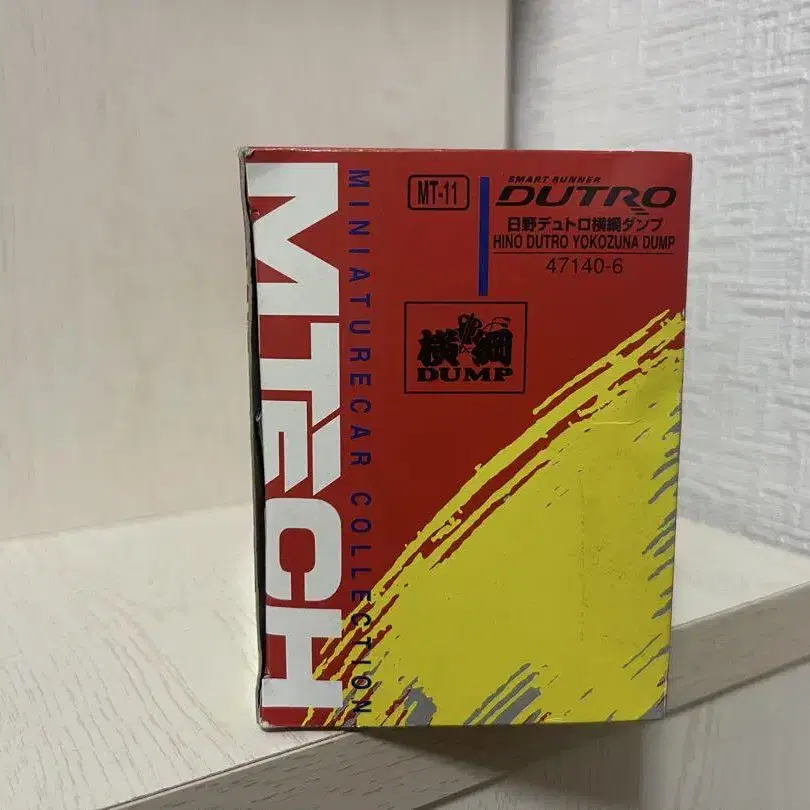 MTECH
MINIATURECAR COLLECTION
MT-11
SMART RUNNER
DUTRO
日野デュトロ横綱ダンプ
HINO DUTRO YOKOZUNA DUMP
47140-6
横綱
DUMP